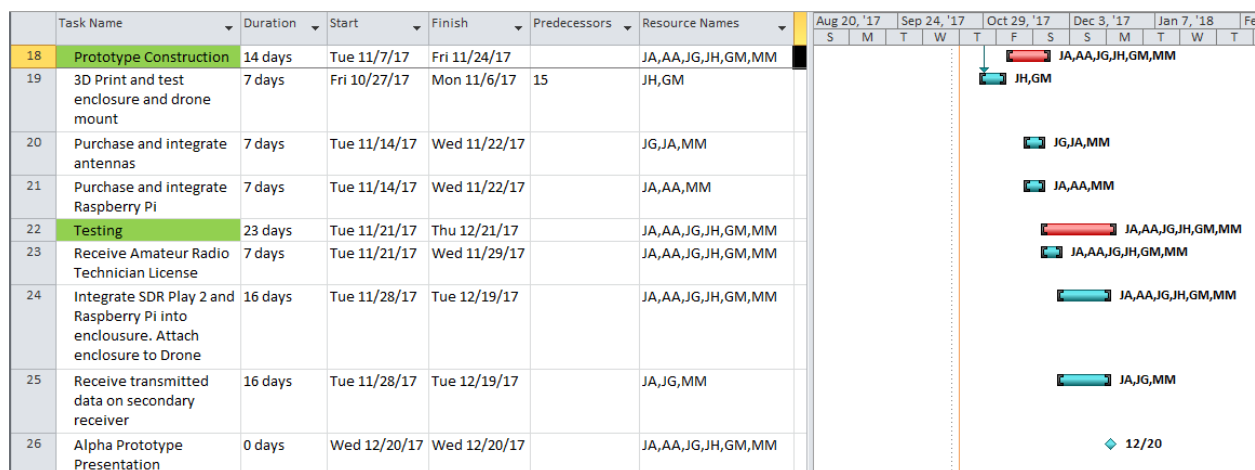 Task Name Duration Start Finish Predecessors Resource Names Aug 20, '17 Sep 24, '17 Oct 29, '17 Dec 3, '17 Jan 7, '18 Fe
S M T W T F S S M T W T
18 Prototype Construction 14 days Tue 11/7/17 Fri 11/24/17 JA,AA,JG,JH,GM,MM JA,AA,JG,JH,GM,MM
19 3D Print and test 7 days Fri 10/27/17 Mon 11/6/17 15 JH,GM JH,GM
enclosure and drone
mount
20 Purchase and integrate 7 days Tue 11/14/17 Wed 11/22/17 JG,JA,MM JG,JA,MM
antennas
21 Purchase and integrate 7 days Tue 11/14/17 Wed 11/22/17 JA,AA,MM JA,AA,MM
Raspberry Pi
22 Testing 23 days Tue 11/21/17 Thu 12/21/17 JA,AA,JG,JH,GM,MM JA,AA,JG,JH,GM,MM
23 Receive Amateur Radio 7 days Tue 11/21/17 Wed 11/29/17 JA,AA,JG,JH,GM,MM JA,AA,JG,JH,GM,MM
Technician License
24 Integrate SDR Play 2 and 16 days Tue 11/28/17 Tue 12/19/17 JA,AA,JG,JH,GM,MM JA,AA,JG,JH,GM,MM
Raspberry Pi into
enclousure. Attach
enclosure to Drone
25 Receive transmitted 16 days Tue 11/28/17 Tue 12/19/17 JA,JG,MM JA,JG,MM
data on secondary
receiver
26 Alpha Prototype 0 days Wed 12/20/17 Wed 12/20/17 JA,AA,JG,JH,GM,MM 12/20
Presentation